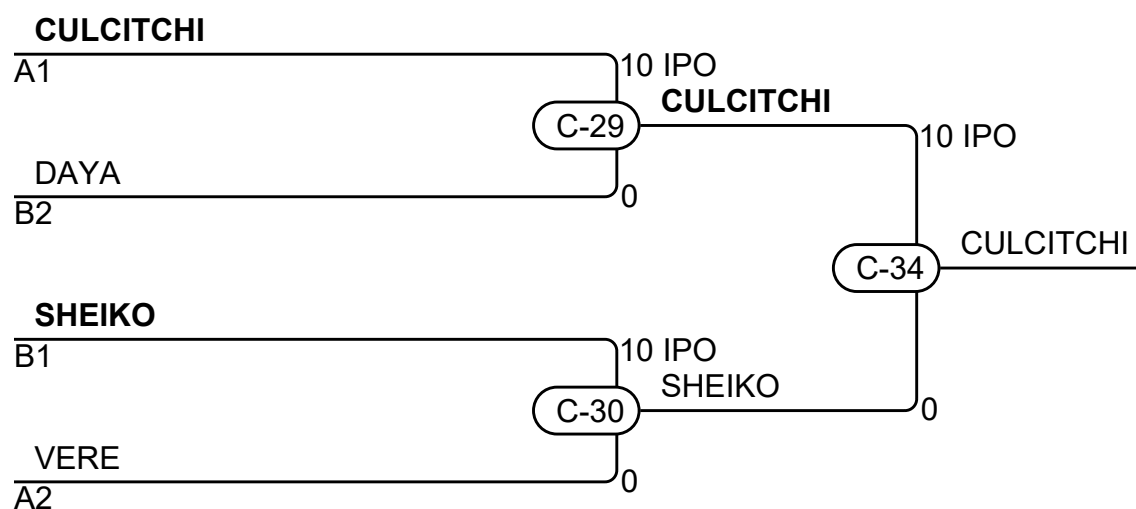 CULCITCHI
A1
10 IPO
CULCITCHI
C-29
10 IPO
DAYA
B2
0
CULCITCHI
C-34
SHEIKO
B1
10 IPO
SHEIKO
C-30
0
VERE
A2
0